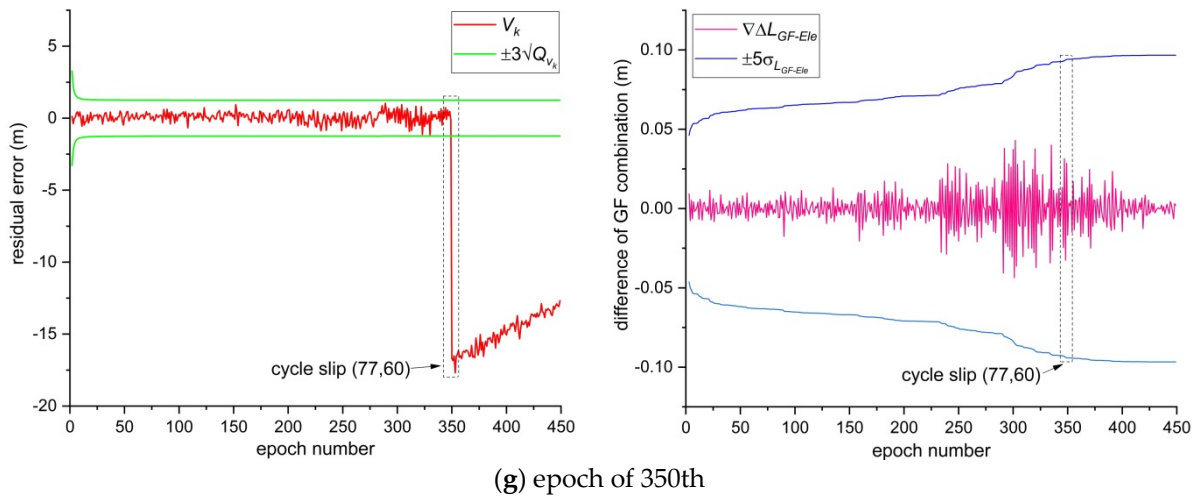 7.5
5
0
-5
-10
-15
-20
0 50 100 150 200 250 300 350 400 450
residual error (m)
epoch number
V_k
±3√Q_{v_k}
cycle slip (77,60)
0.10
0.05
0.00
-0.05
-0.10
0 50 100 150 200 250 300 350 400 450
difference of GF combination (m)
epoch number
∇ΔL_{GF-Ele}
±5σ_{L_{GF-Ele}}
cycle slip (77,60)
(g) epoch of 350th